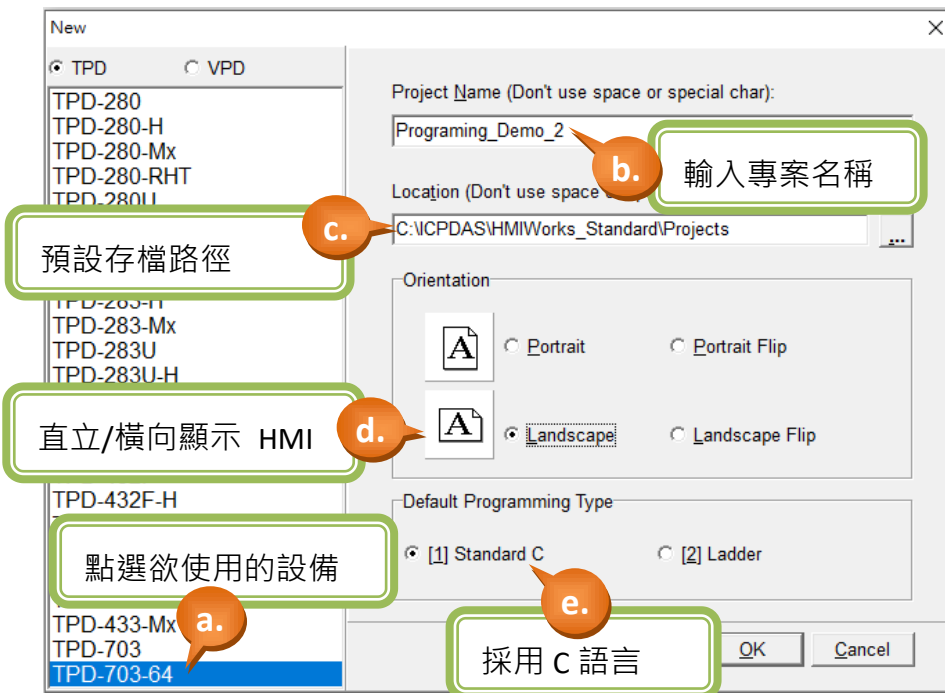 New
TPD
VPD
TPD-280
TPD-280-H
TPD-280-Mx
TPD-280-RHT
TPD-280U
預設存檔路徑
TPD-283-H
TPD-283-Mx
TPD-283U
TPD-283U-H
直立/橫向顯示 HMI
TPD-432F-H
點選欲使用的設備
a.
TPD-433-Mx
TPD-703
TPD-703-64
Project Name (Don't use space or special char):
Programing_Demo_2
b.
輸入專案名稱
Location (Don't use space
c.
C:\ICPDAS\HMIWorks_Standard\Projects
...
Orientation
A
Portrait
Portrait Flip
d.
A
Landscape
Landscape Flip
Default Programming Type
[1] Standard C
[2] Ladder
e.
採用 C 語言
OK
Cancel